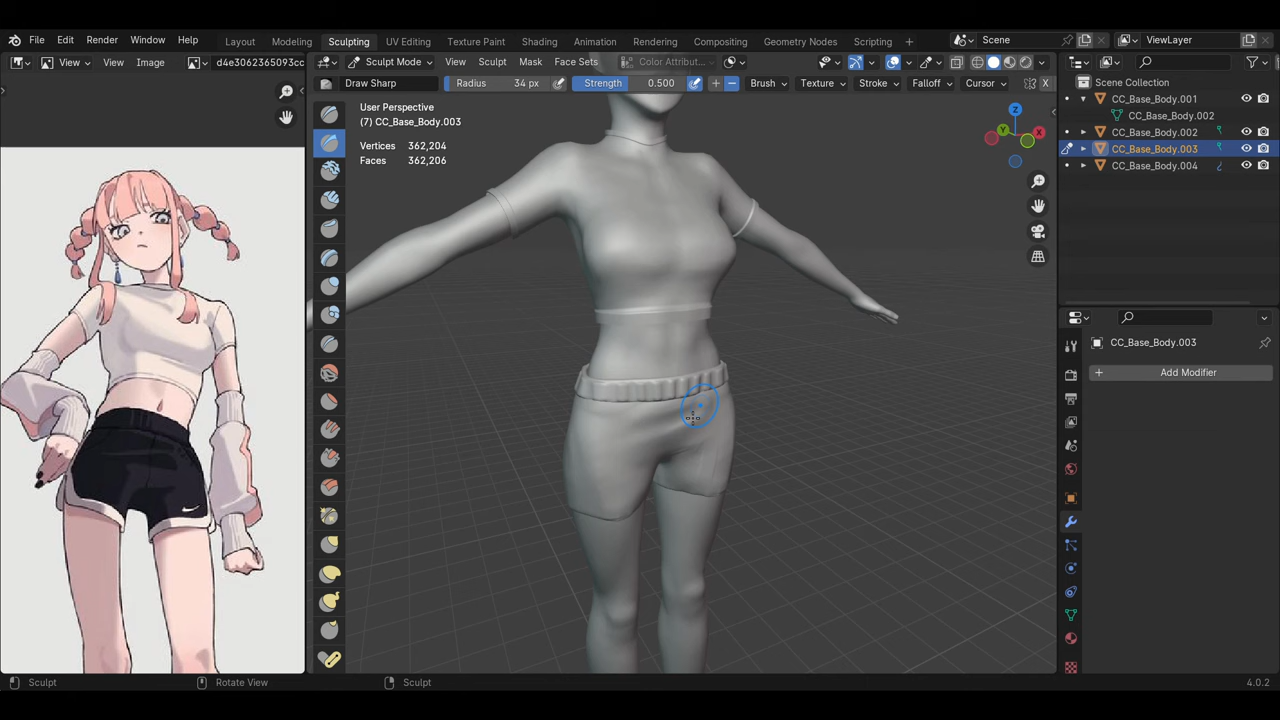 File Edit Render Window Help Layout Modeling Sculpting UV Editing Texture Paint Shading Animation Rendering Compositing Geometry Nodes Scripting + Scene ViewLayer
View View Image d4e3062365093cc Sculpt Mode View Sculpt Mask Face Sets Color Attribut...
Draw Sharp Radius 34 px Strength 0.500 Brush Texture Stroke Falloff Cursor X
Scene Collection
CC_Base_Body.001
CC_Base_Body.002
CC_Base_Body.002
CC_Base_Body.003
CC_Base_Body.004
User Perspective
(7) CC_Base_Body.003
Vertices 362,204
Faces 362,206
Z
Y
X
CC_Base_Body.003
+ Add Modifier
Sculpt Rotate View Sculpt 4.0.2